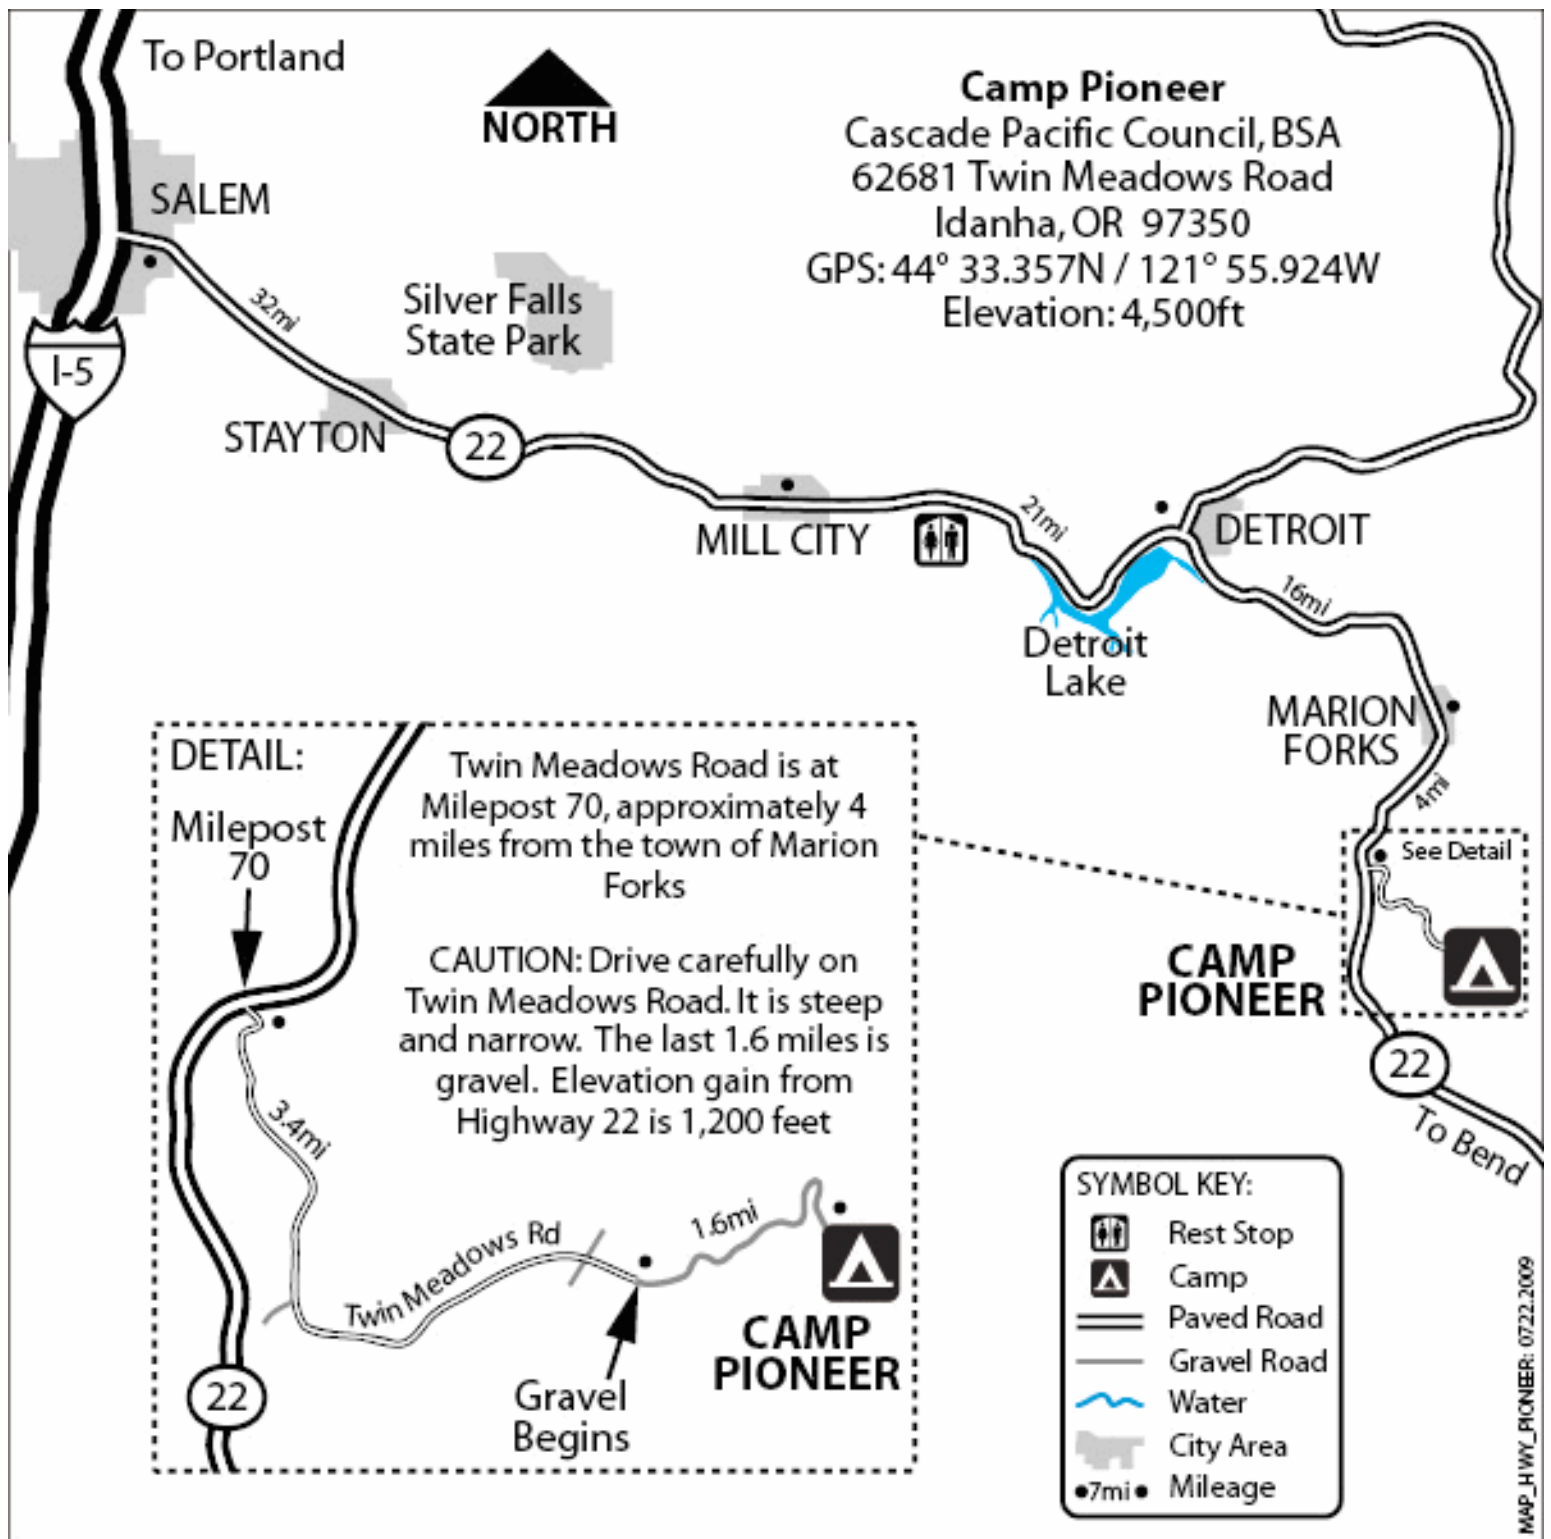 To Portland
NORTH
Camp Pioneer
Cascade Pacific Council, BSA
62681 Twin Meadows Road
Idanha, OR 97350
GPS: 44° 33.357N / 121° 55.924W
Elevation: 4,500ft
SALEM
32mi
I-5
Silver Falls
State Park
STAYTON
22
MILL CITY
21mi
DETROIT
Detroit
Lake
16mi
MARION
FORKS
4mi
See Detail
CAMP
PIONEER
22
To Bend
DETAIL:
Milepost
70
Twin Meadows Road is at
Milepost 70, approximately 4
miles from the town of Marion
Forks
CAUTION: Drive carefully on
Twin Meadows Road. It is steep
and narrow. The last 1.6 miles is
gravel. Elevation gain from
Highway 22 is 1,200 feet
3.4mi
Twin Meadows Rd
1.6mi
CAMP
PIONEER
Gravel
Begins
22
SYMBOL KEY:
Rest Stop
Camp
Paved Road
Gravel Road
Water
City Area
7mi Mileage
MAP_HWY_PIONEER: 0722.2009